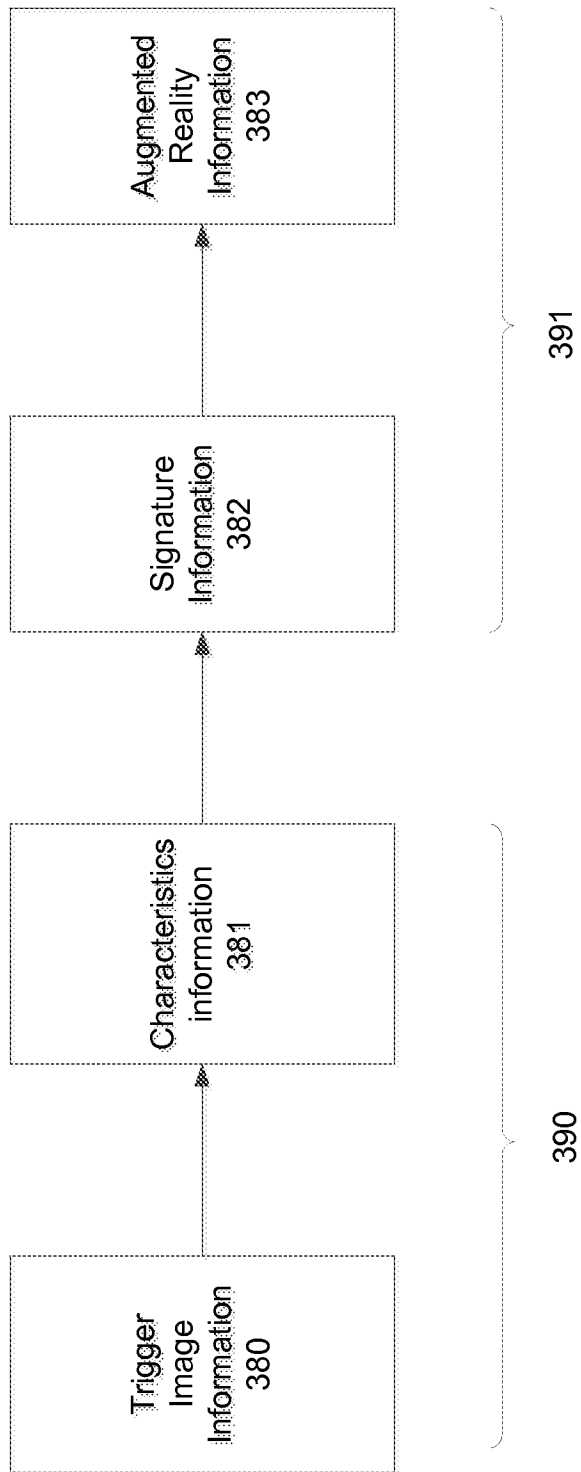 Trigger
Image
Information
380
Characteristics
information
381
Signature
Information
382
Augmented
Reality
Information
383
390
391